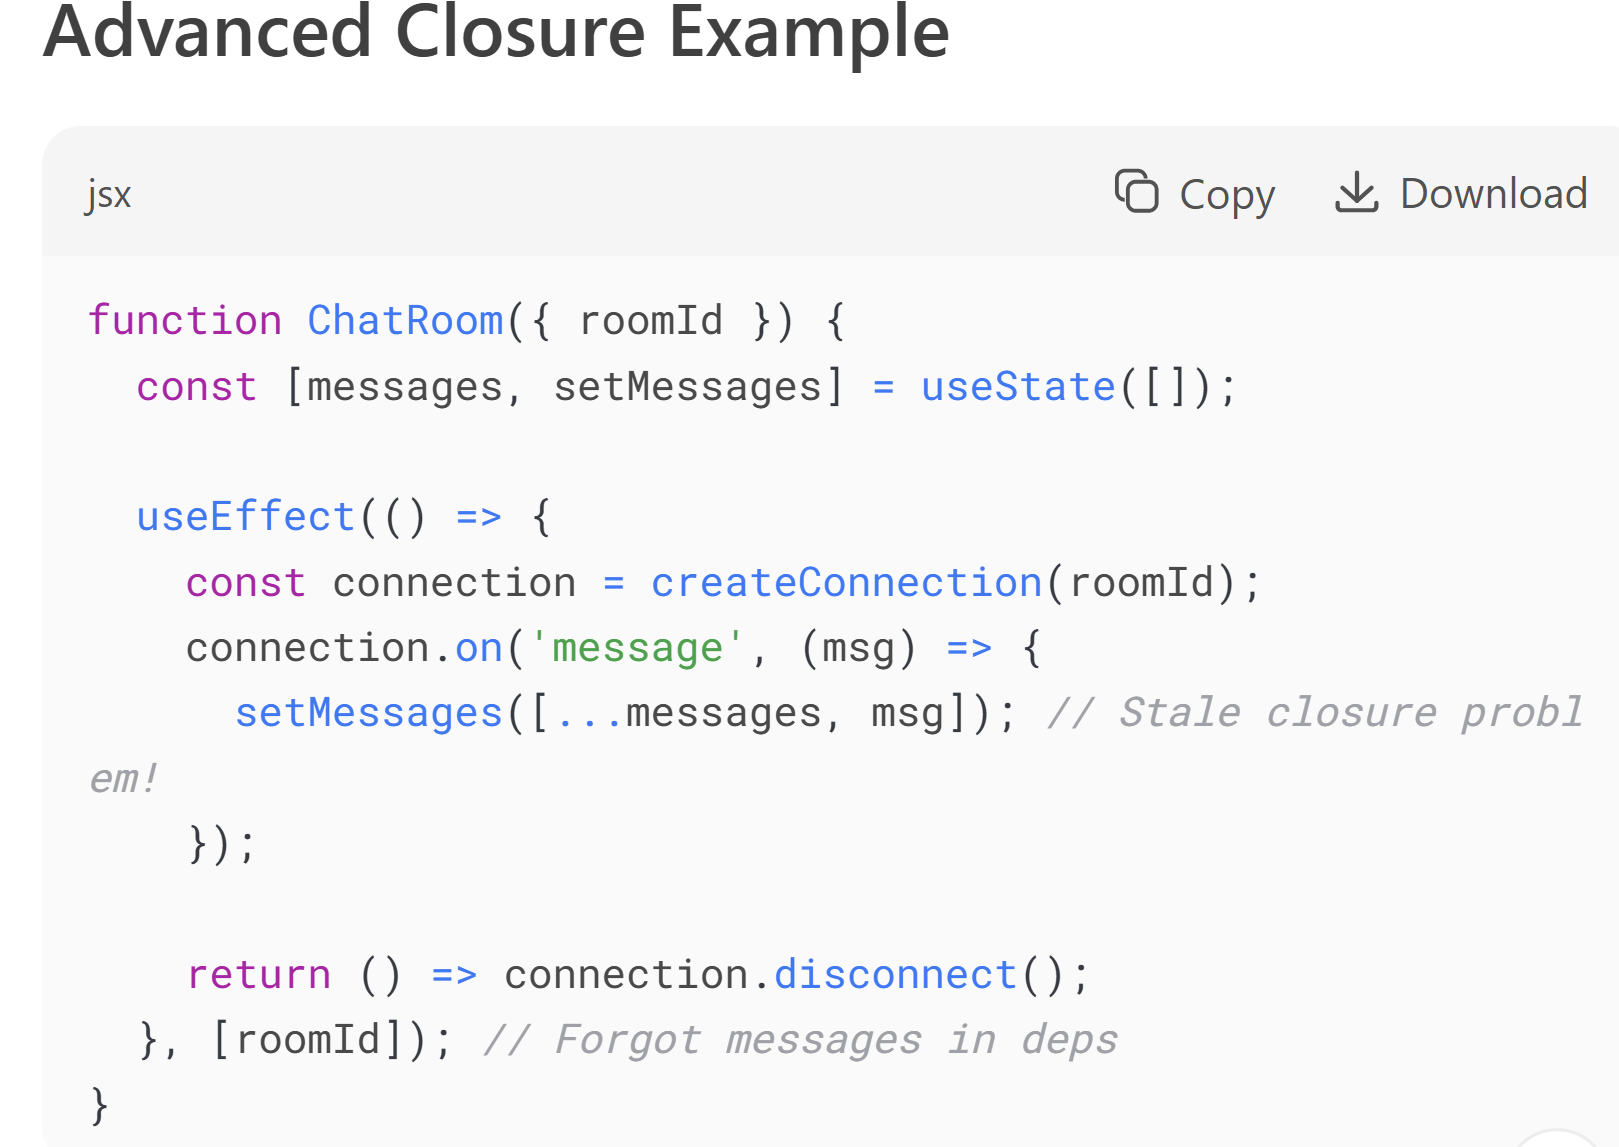 Advanced Closure Example
jsx
Copy
Download
function ChatRoom({ roomId }) {
  const [messages, setMessages] = useState([]);

  useEffect(() => {
    const connection = createConnection(roomId);
    connection.on('message', (msg) => {
      setMessages([...messages, msg]); // Stale closure probl
em!
    });

    return () => connection.disconnect();
  }, [roomId]); // Forgot messages in deps
}